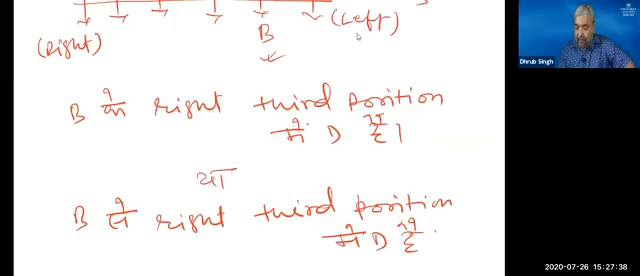 (Right)
(Left)
B
Dhrub Singh
B के right third position
में D है।
या
B से right third position
में D है.
2020-07-26 15:27:38